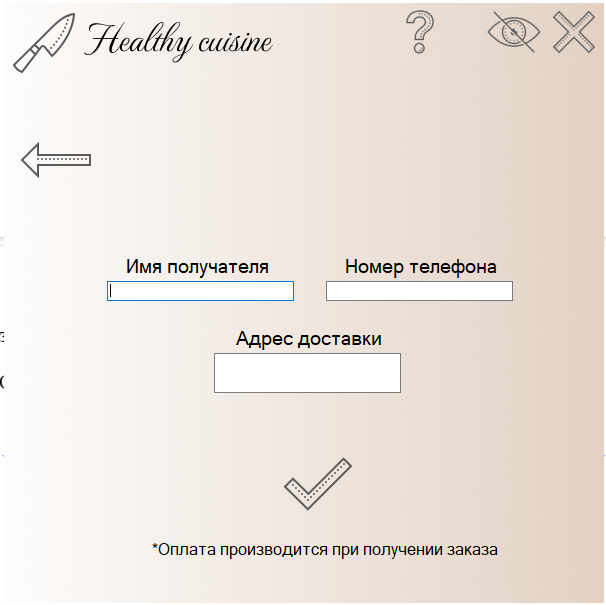 Healthy cuisine
Имя получателя
Номер телефона
Адрес доставки
*Оплата производится при получении заказа